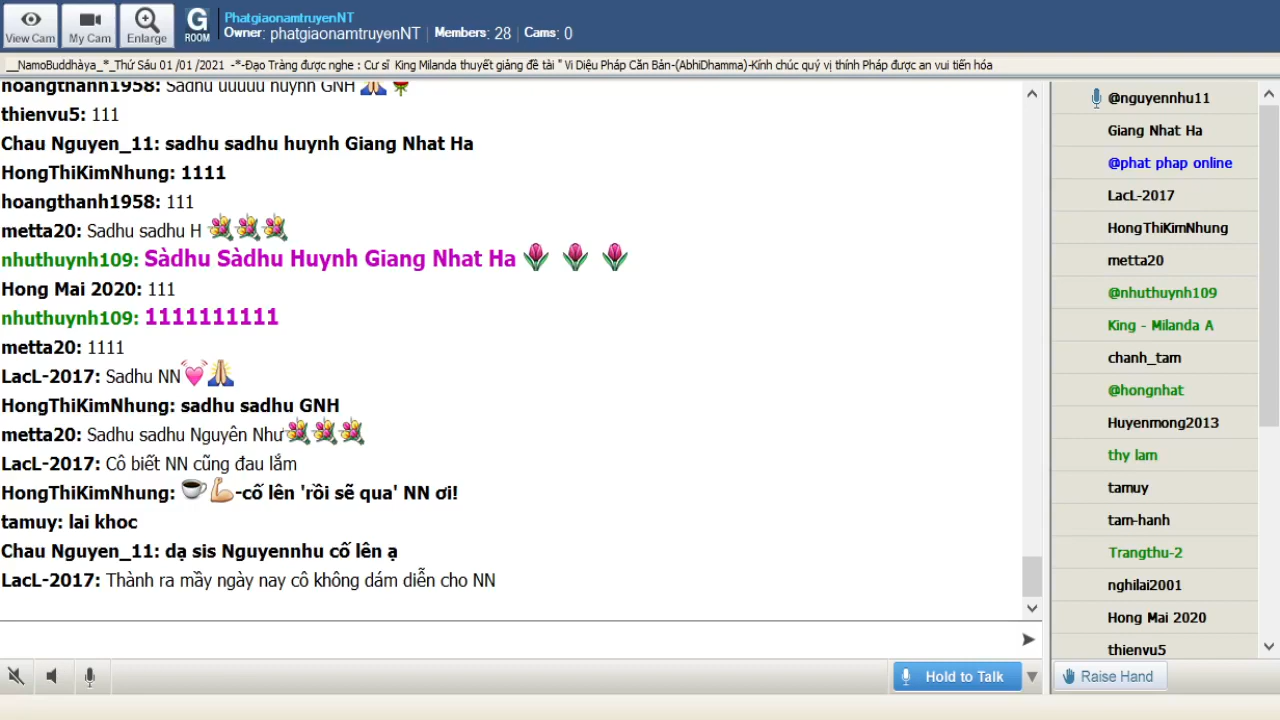 View Cam
My Cam
Enlarge
G
ROOM
PhatgiaonamtruyenNT
Owner: phatgiaonamtruyenNT | Members: 28 | Cams: 0
__NamoBuddhàya_*_Thứ Sáu 01 /01 /2021 -*-Đạo Tràng được nghe : Cư sĩ King Milanda thuyết giảng đề tài " Vi Diệu Pháp Căn Bản-(AbhiDhamma)-Kính chúc quý vị thính Pháp được an vui tiến hóa
hoangthanh1958: Sadhu uuuuu huynh GNH
thienvu5: 111
Chau Nguyen_11: sadhu sadhu huynh Giang Nhat Ha
HongThiKimNhung: 1111
hoangthanh1958: 111
metta20: Sadhu sadhu H
nhuthuynh109: Sàdhu Sàdhu Huynh Giang Nhat Ha
Hong Mai 2020: 111
nhuthuynh109: 1111111111
metta20: 1111
LacL-2017: Sadhu NN
HongThiKimNhung: sadhu sadhu GNH
metta20: Sadhu sadhu Nguyên Như
LacL-2017: Cô biết NN cũng đau lắm
HongThiKimNhung: -cố lên 'rồi sẽ qua' NN ơi!
tamuy: lai khoc
Chau Nguyen_11: dạ sis Nguyennhu cố lên ạ
LacL-2017: Thành ra mầy ngày nay cô không dám diễn cho NN
@nguyennhu11
Giang Nhat Ha
@phat phap online
LacL-2017
HongThiKimNhung
metta20
@nhuthuynh109
King - Milanda A
chanh_tam
@hongnhat
Huyenmong2013
thy lam
tamuy
tam-hanh
Trangthu-2
nghilai2001
Hong Mai 2020
thienvu5
Hold to Talk
Raise Hand